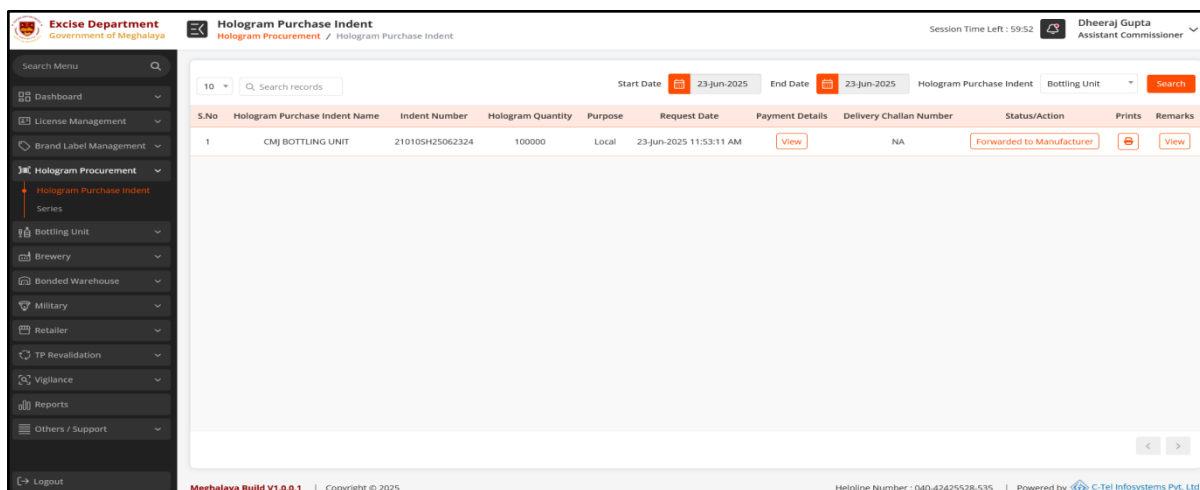 Excise Department
Government of Meghalaya
Hologram Purchase Indent
Hologram Procurement / Hologram Purchase Indent
Session Time Left : 59:52
Dheeraj Gupta
Assistant Commissioner
Search Menu
Dashboard
License Management
Brand Label Management
Hologram Procurement
Hologram Purchase Indent
Series
Bottling Unit
Brewery
Bonded Warehouse
Military
Retailer
TP Revalidation
Vigilance
Reports
Others / Support
Logout
10 Search records Start Date 23-Jun-2025 End Date 23-Jun-2025 Hologram Purchase Indent Bottling Unit Search
S.No Hologram Purchase Indent Name Indent Number Hologram Quantity Purpose Request Date Payment Details Delivery Challan Number Status/Action Prints Remarks
1 CMJ BOTTLING UNIT 210105H25062324 100000 Local 23-Jun-2025 11:53:11 AM View NA Forwarded to Manufacturer View
Meghalaya Build V1.0.0.1 | Copyright © 2025 Helpline Number : 040-42425528-535 | Powered by C-Tel Infosystems Pvt. Ltd